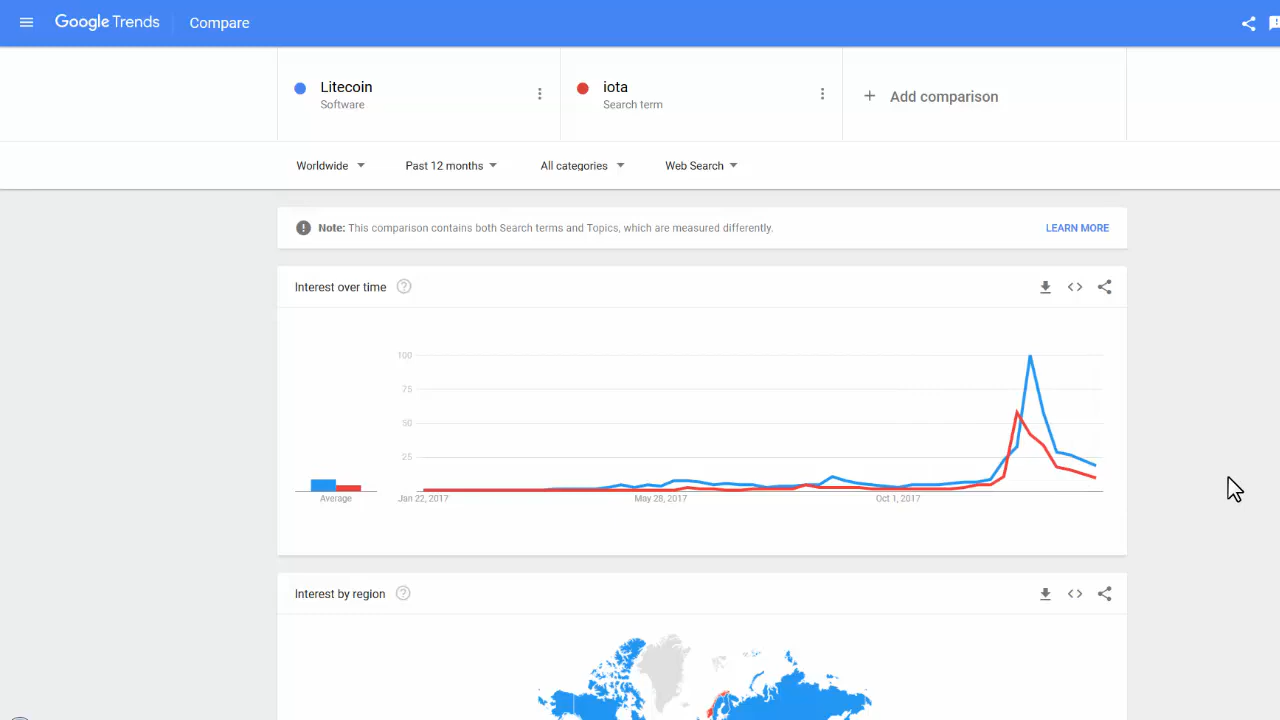 Google Trends
Compare
Litecoin
Software
iota
Search term
+ Add comparison
Worldwide
Past 12 months
All categories
Web Search
Note: This comparison contains both Search terms and Topics, which are measured differently.
LEARN MORE
Interest over time
100
75
50
25
Average
Jan 22, 2017
May 28, 2017
Oct 1, 2017
Interest by region